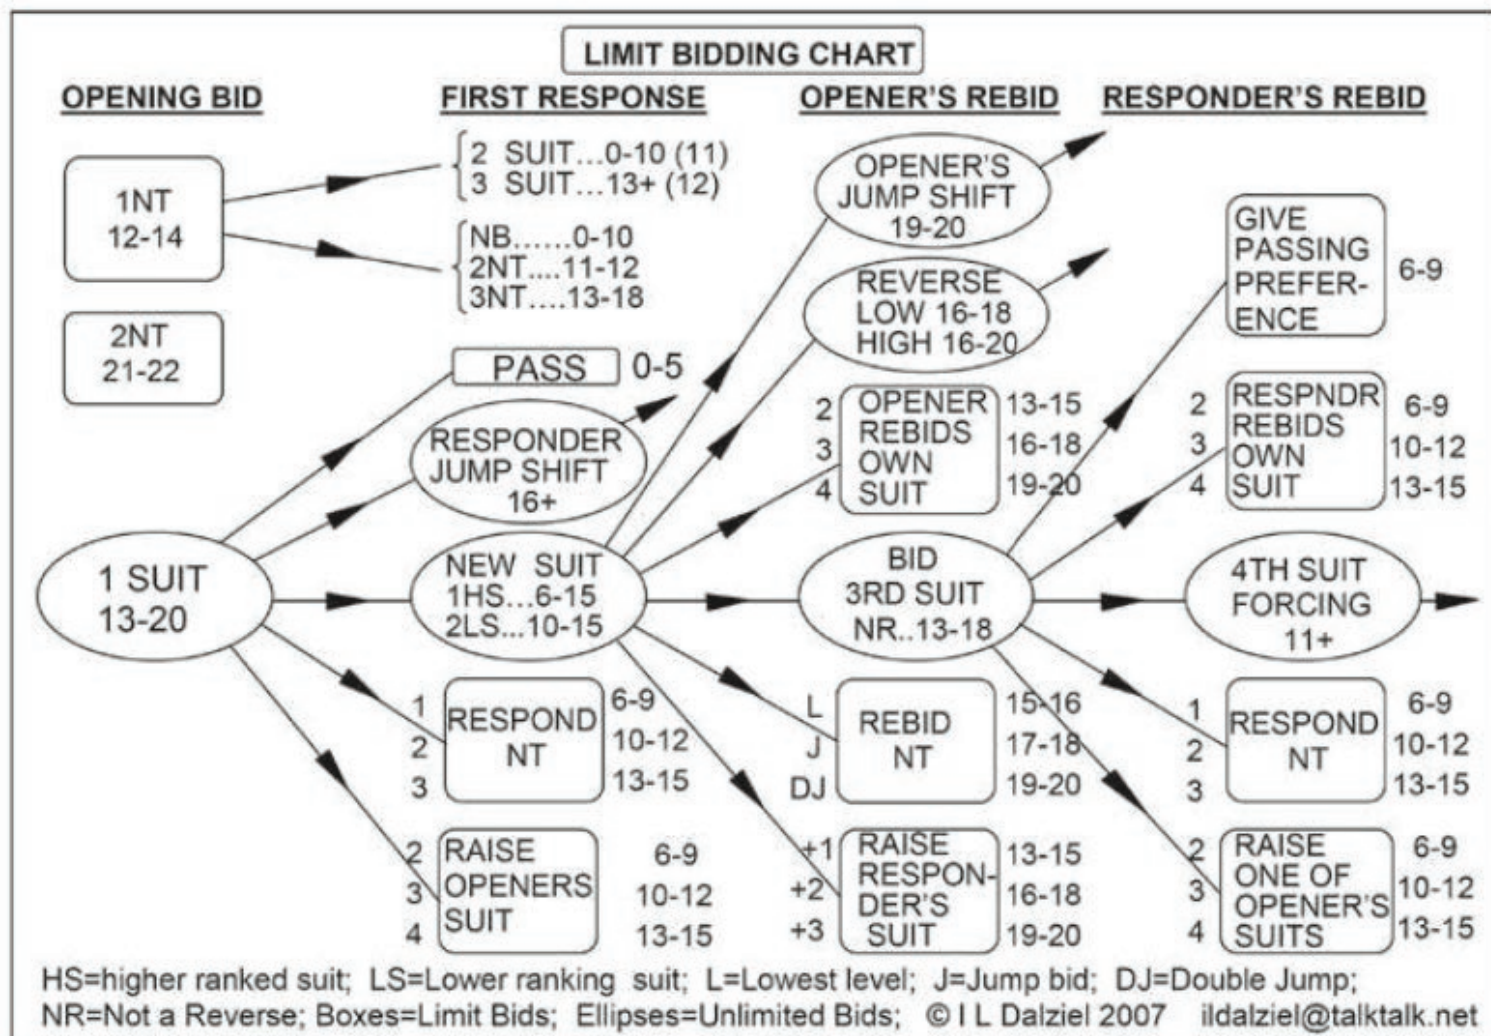 LIMIT BIDDING CHART
OPENING BID
FIRST RESPONSE
OPENER'S REBID
RESPONDER'S REBID
1NT
12-14
2NT
21-22
1 SUIT
13-20
2 SUIT...0-10 (11)
3 SUIT...13+ (12)
NB......0-10
2NT....11-12
3NT....13-18
PASS 0-5
RESPONDER
JUMP SHIFT
16+
NEW SUIT
1HS...6-15
2LS...10-15
1 6-9
RESPOND
2 NT 10-12
3 13-15
2 RAISE 6-9
3 OPENERS 10-12
SUIT
4 13-15
OPENER'S
JUMP SHIFT
19-20
REVERSE
LOW 16-18
HIGH 16-20
2 OPENER 13-15
REBIDS
3 OWN 16-18
4 SUIT 19-20
BID
3RD SUIT
NR..13-18
L 15-16
REBID
J NT 17-18
DJ 19-20
+1 RAISE 13-15
RESPON-
+2 DER'S 16-18
+3 SUIT 19-20
GIVE
PASSING
PREFER-
ENCE
6-9
2 RESPNDR 6-9
3 REBIDS 10-12
OWN
4 SUIT 13-15
4TH SUIT
FORCING
11+
1 6-9
RESPOND
2 NT 10-12
3 13-15
2 RAISE 6-9
ONE OF
3 OPENER'S 10-12
4 SUITS 13-15
HS=higher ranked suit; LS=Lower ranking suit; L=Lowest level; J=Jump bid; DJ=Double Jump;
NR=Not a Reverse; Boxes=Limit Bids; Ellipses=Unlimited Bids; © I L Dalziel 2007 ildalziel@talktalk.net